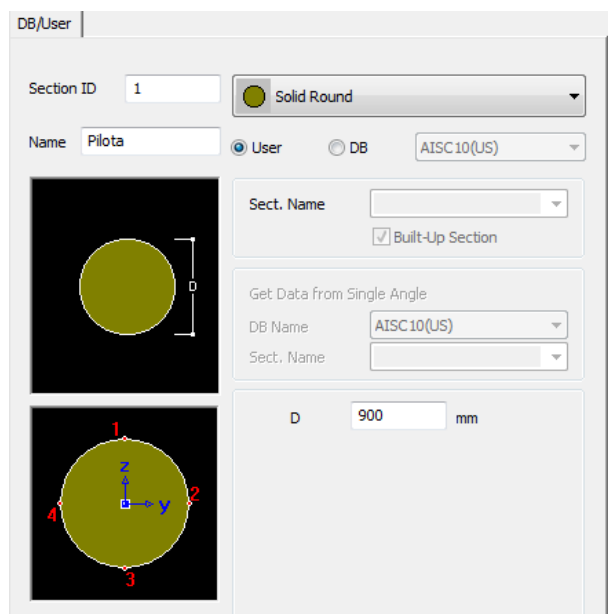 DB/User
Section ID 1 Solid Round
Name Pilota User DB AISC10(US)
D
Sect. Name
Built-Up Section
Get Data from Single Angle
DB Name AISC10(US)
Sect. Name
D 900 mm
1
z
2
y
4
3